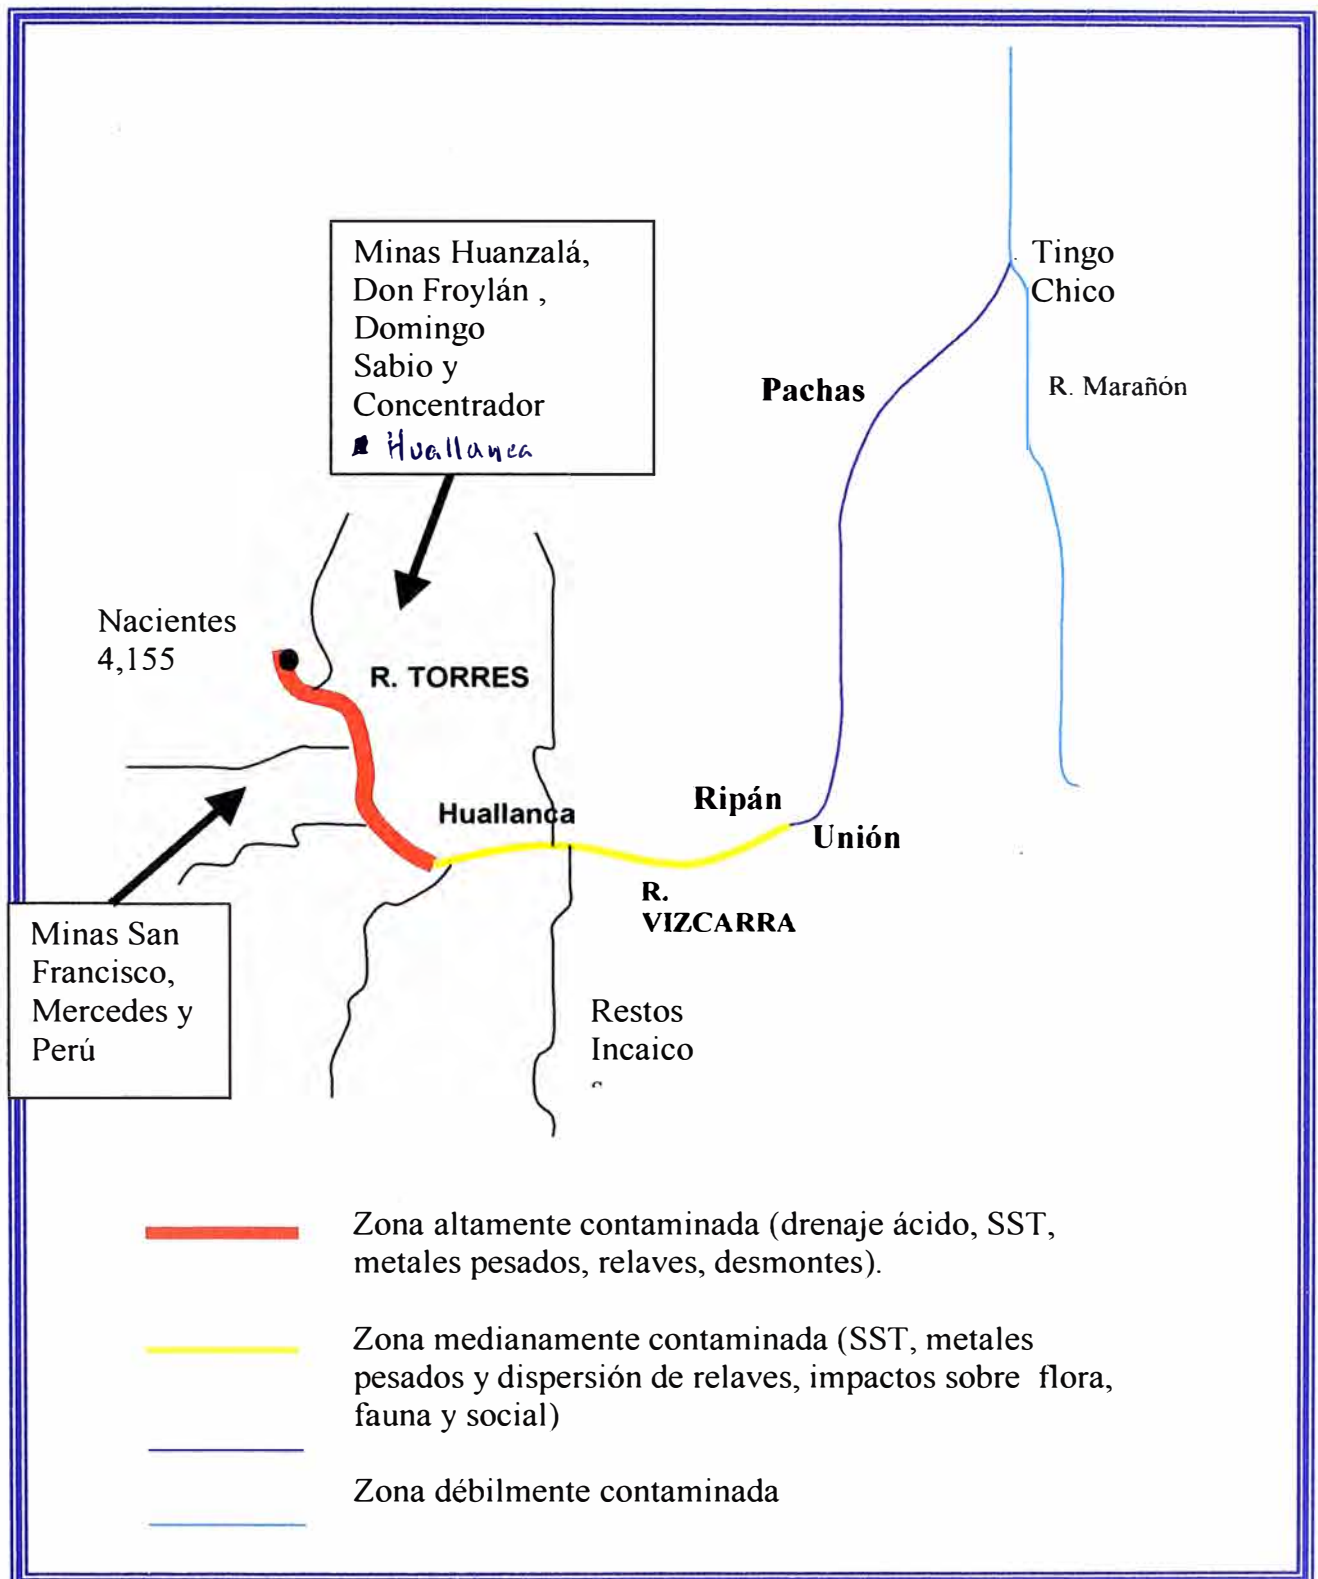 Minas Huanzalá,
Don Froylán ,
Domingo
Sabio y
Concentrador
Huallanca
Tingo
Chico
Pachas
R. Marañón
Nacientes
4,155
R. TORRES
Huallanca
Ripán
Unión
R.
VIZCARRA
Minas San
Francisco,
Mercedes y
Perú
Restos
Incaico
Zona altamente contaminada (drenaje ácido, SST,
metales pesados, relaves, desmontes).
Zona medianamente contaminada (SST, metales
pesados y dispersión de relaves, impactos sobre flora,
fauna y social)
Zona débilmente contaminada